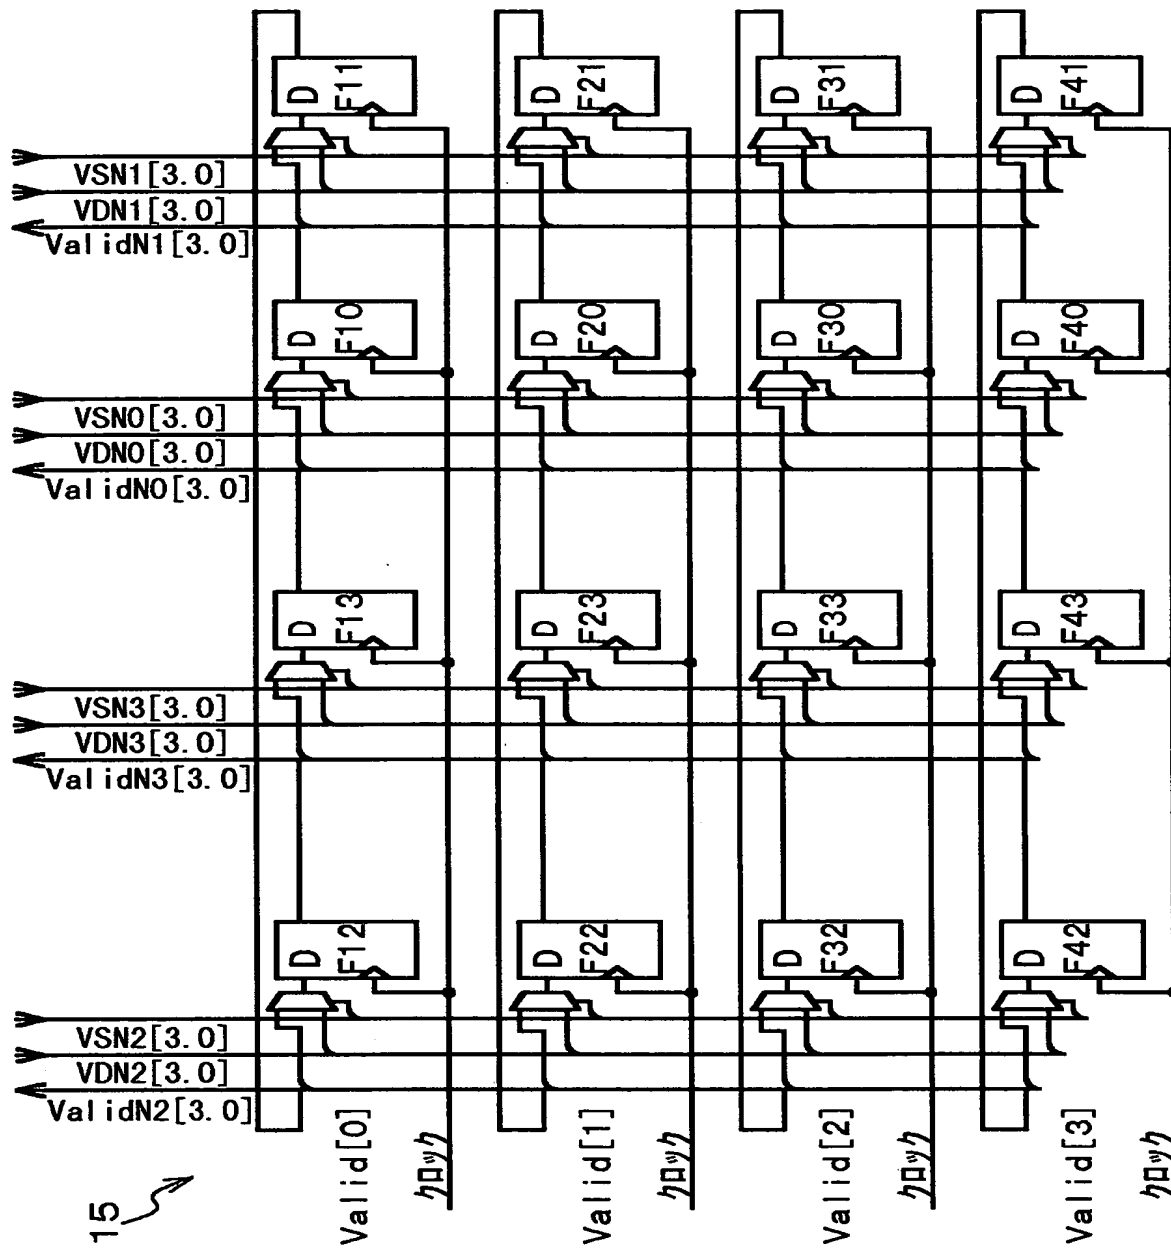 VSN1[3.0]
VDN1[3.0]
ValidN1[3.0]
VSN0[3.0]
VDN0[3.0]
ValidN0[3.0]
VSN3[3.0]
VDN3[3.0]
ValidN3[3.0]
VSN2[3.0]
VDN2[3.0]
ValidN2[3.0]
D F11
D F21
D F31
D F41
D F10
D F20
D F30
D F40
D F13
D F23
D F33
D F43
D F12
D F22
D F32
D F42
Valid[0]
クロック
Valid[1]
クロック
Valid[2]
クロック
Valid[3]
クロック
15